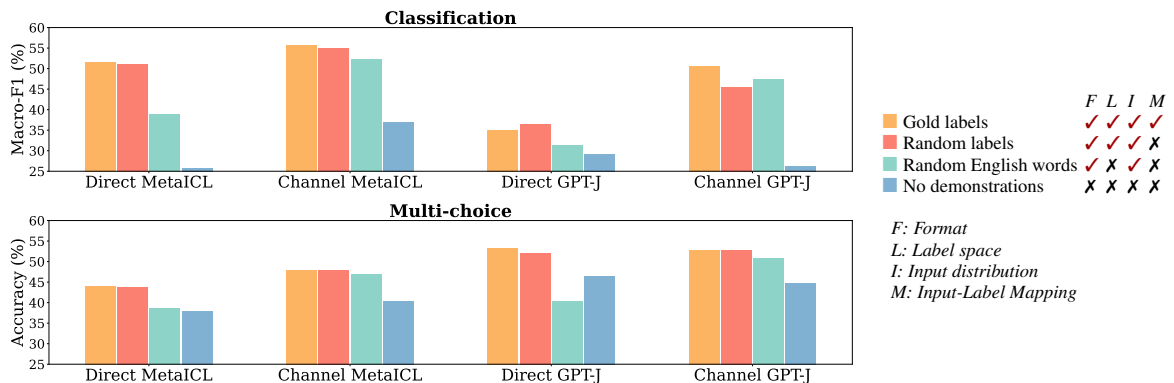 Classification
Macro-F1 (%)
60
55
50
45
40
35
30
25
Direct MetaICL
Channel MetaICL
Direct GPT-J
Channel GPT-J
Multi-choice
Accuracy (%)
60
55
50
45
40
35
30
25
Direct MetaICL
Channel MetaICL
Direct GPT-J
Channel GPT-J
F L I M
Gold labels ✓ ✓ ✓ ✓
Random labels ✓ ✓ ✓ ✗
Random English words ✓ ✗ ✓ ✗
No demonstrations ✗ ✗ ✗ ✗
F: Format
L: Label space
I: Input distribution
M: Input-Label Mapping